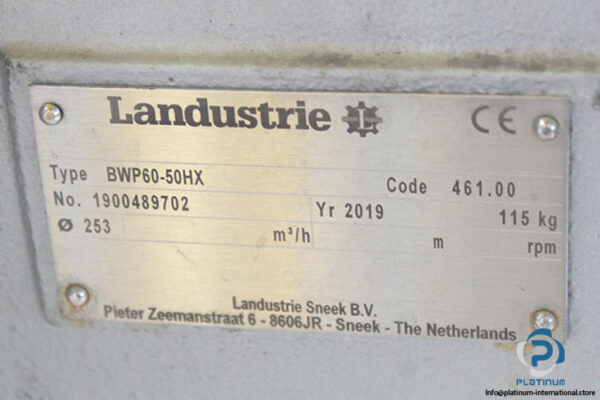 Landustrie L CE
Type BWP60-50HX Code 461.00
No. 1900489702 Yr 2019 115 kg
Ø 253 m³/h m rpm
Landustrie Sneek B.V.
Pieter Zeemanstraat 6 - 8606JR - Sneek - The Netherlands
PLATINUM
Info@platinum-international.store